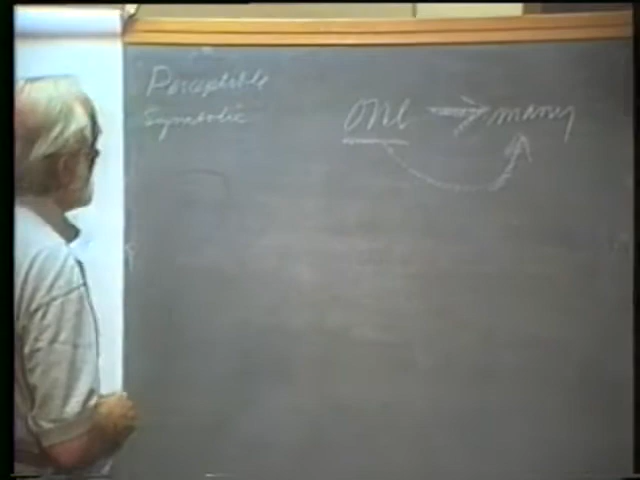 Perceptible
Symbolic
one → many